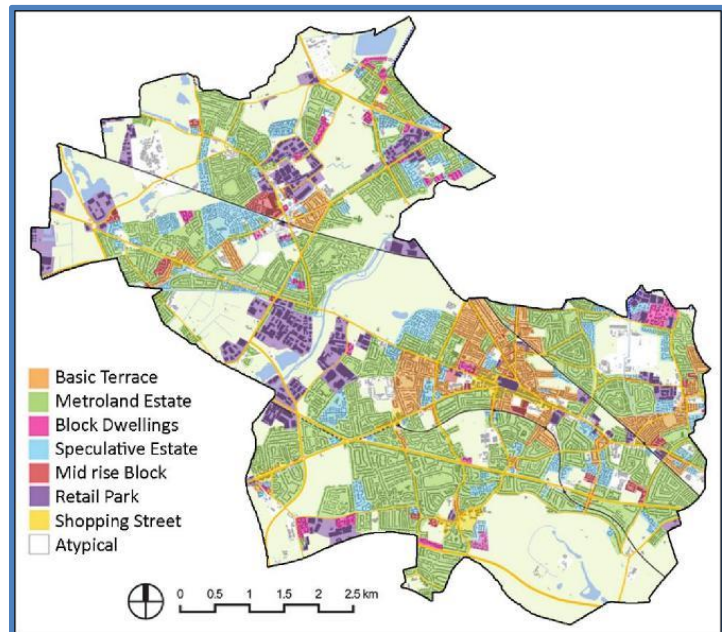 Basic Terrace
Metroland Estate
Block Dwellings
Speculative Estate
Mid rise Block
Retail Park
Shopping Street
Atypical
0 0.5 1 1.5 2 2.5 km